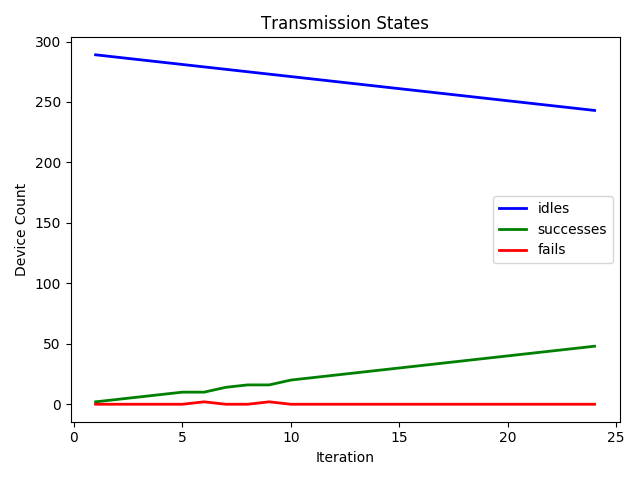 Transmission States
Device Count
300
250
200
150
100
50
0
idles
successes
fails
0 5 10 15 20 25
Iteration